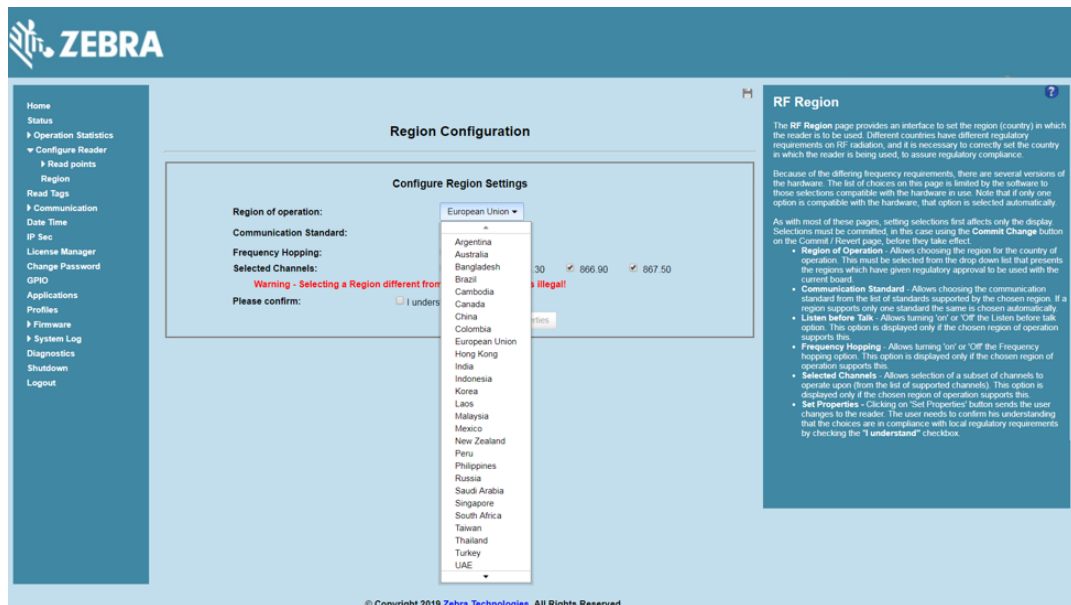 ZEBRA
Home
Status
Operation Statistics
Configure Reader
Read points
Region
Read Tags
Communication
Date Time
IP Sec
License Manager
Change Password
GPIO
Applications
Profiles
Firmware
System Log
Diagnostics
Shutdown
Logout
Region Configuration
Configure Region Settings
Region of operation:
European Union
Communication Standard:
Frequency Hopping:
Selected Channels:
.30
866.90
867.50
Warning - Selecting a Region different from
s illegal!
Please confirm:
I unders
rties
Argentina
Australia
Bangladesh
Brazil
Cambodia
Canada
China
Colombia
European Union
Hong Kong
India
Indonesia
Korea
Laos
Malaysia
Mexico
New Zealand
Peru
Philippines
Russia
Saudi Arabia
Singapore
South Africa
Taiwan
Thailand
Turkey
UAE
RF Region
?
The RF Region page provides an interface to set the region (country) in which
the reader is to be used. Different countries have different regulatory
requirements on RF radiation, and it is necessary to correctly set the country
in which the reader is being used, to assure regulatory compliance.
Because of the differing frequency requirements, there are several versions of
the hardware. The list of choices on this page is limited by the software to
those selections compatible with the hardware in use. Note that if only one
option is compatible with the hardware, that option is selected automatically.
As with most of these pages, setting selections first affects only the display.
Selections must be committed, in this case using the Commit Change button
on the Commit / Revert page, before they take effect.
• Region of Operation - Allows choosing the region for the country of
operation. This must be selected from the drop down list that presents
the regions which have given regulatory approval to be used with the
current board.
• Communication Standard - Allows choosing the communication
standard from the list of standards supported by the chosen region. If a
region supports only one standard the same is chosen automatically.
• Listen before Talk - Allows turning 'on' or 'Off' the Listen before talk
option. This option is displayed only if the chosen region of operation
supports this.
• Frequency Hopping - Allows turning 'on' or 'Off' the Frequency
hopping option. This option is displayed only if the chosen region of
operation supports this.
• Selected Channels - Allows selection of a subset of channels to
operate upon (from the list of supported channels). This option is
displayed only if the chosen region of operation supports this.
• Set Properties - Clicking on 'Set Properties' button sends the user
changes to the reader. The user needs to confirm his understanding
that the choices are in compliance with local regulatory requirements
by checking the "I understand" checkbox.
© Copyright 2019 Zebra Technologies. All Rights Reserved